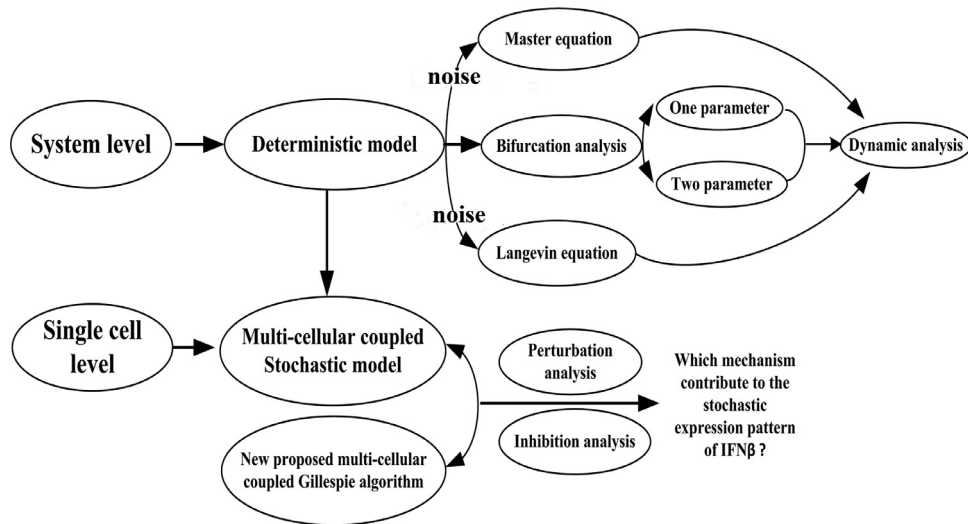 Master equation
noise
System level
Deterministic model
Bifurcation analysis
One parameter
Two parameter
Dynamic analysis
noise
Langevin equation
Single cell
level
Multi-cellular coupled
Stochastic model
Perturbation
analysis
Inhibition analysis
Which mechanism
contribute to the
stochastic
expression pattern
of IFNβ ?
New proposed multi-cellular
coupled Gillespie algorithm